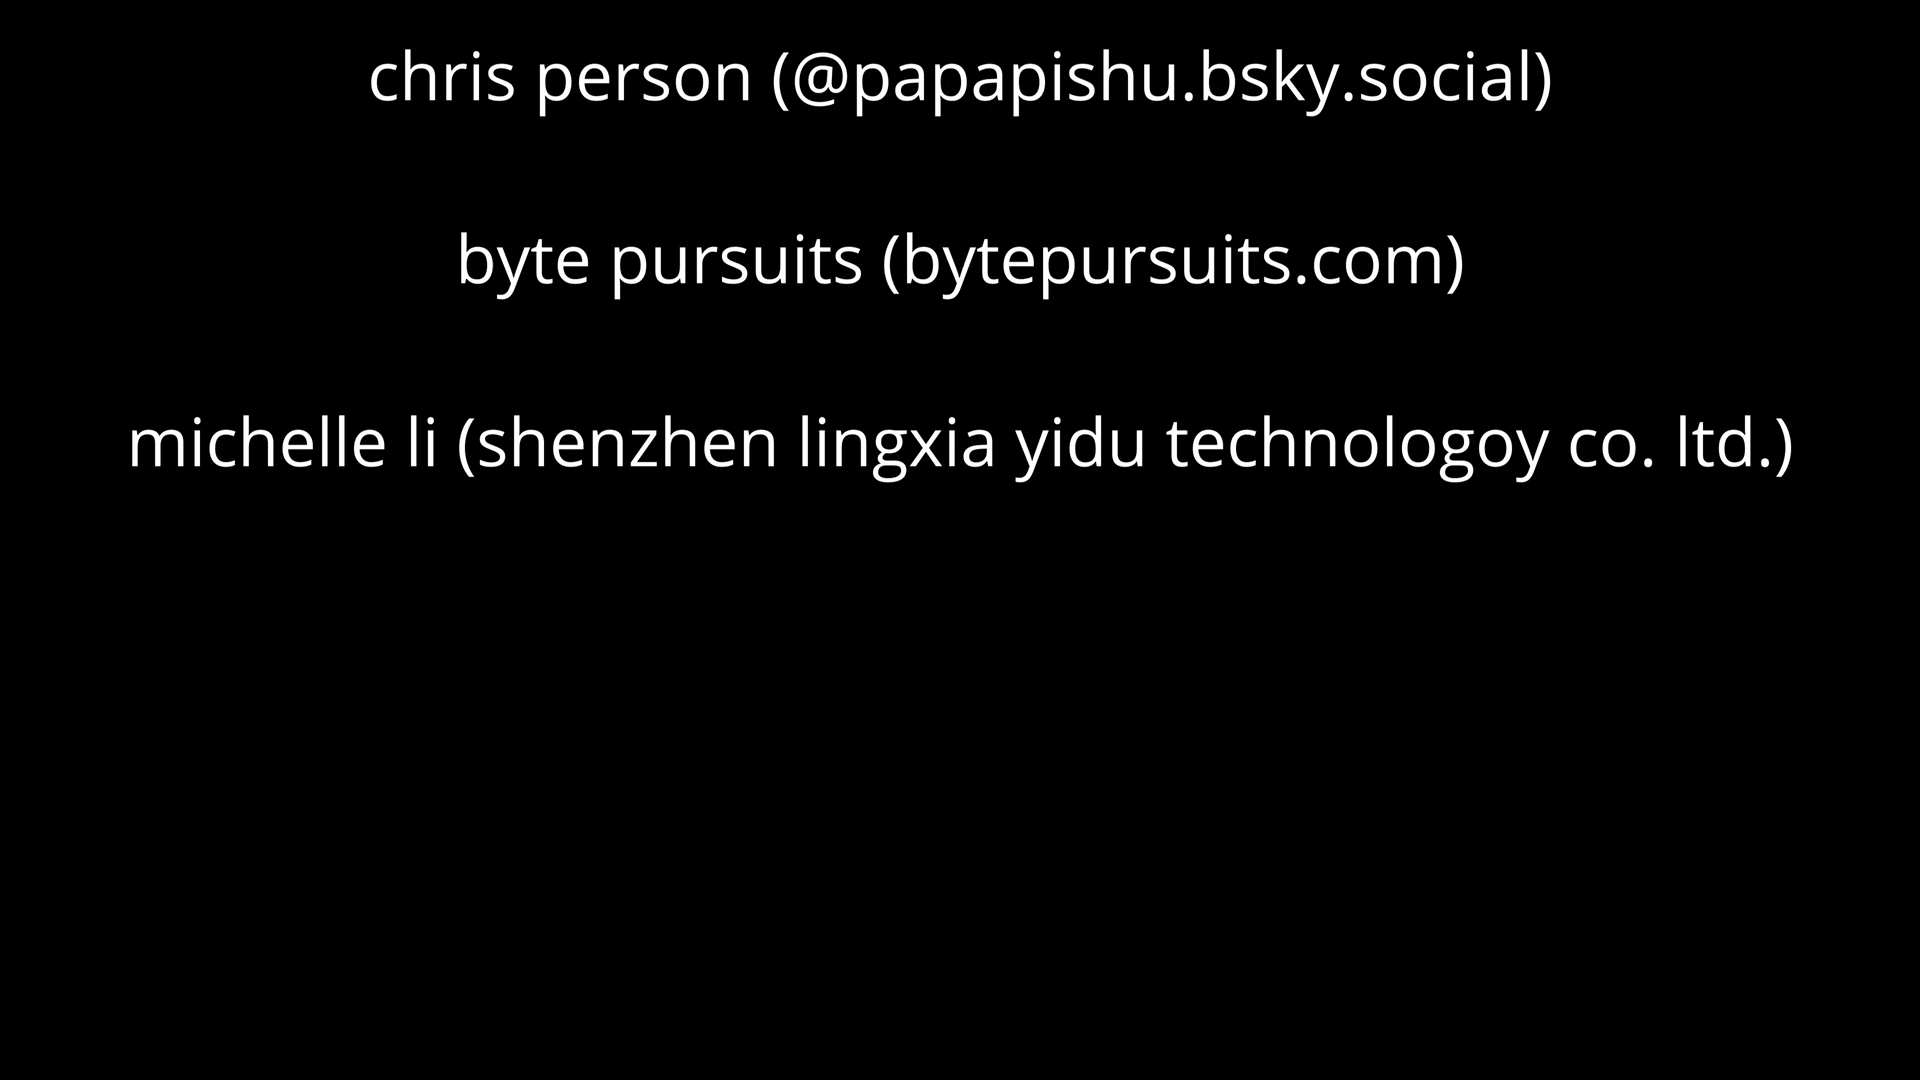 chris person (@papapishu.bsky.social)
byte pursuits (bytepursuits.com)
michelle li (shenzhen lingxia yidu technologoy co. ltd.)